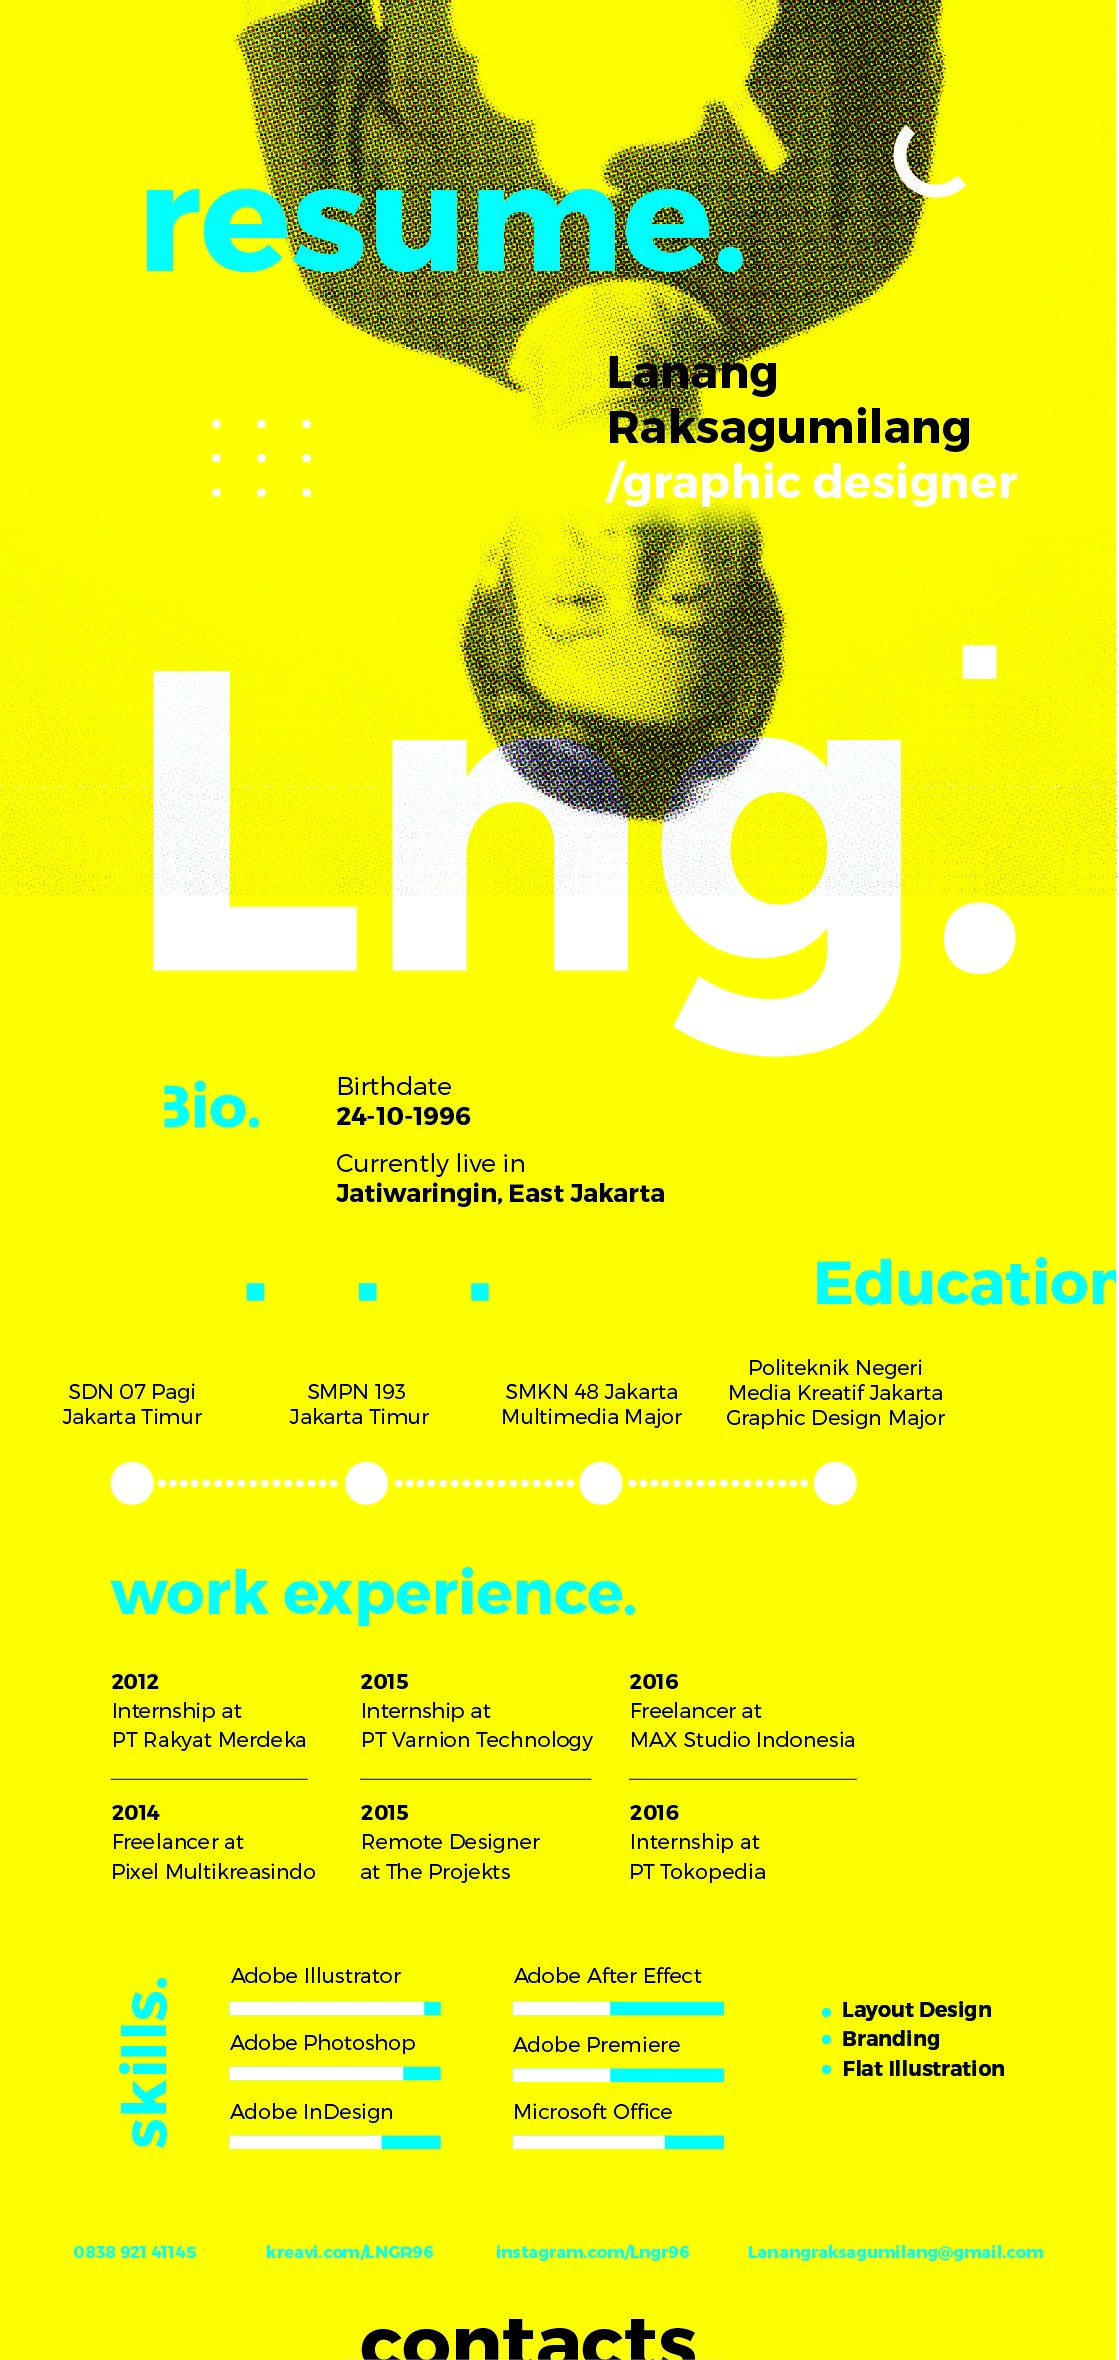 resume.
Lanang
Raksagumilang
/graphic designer
Lng.
Bio.
Birthdate
24-10-1996
Currently live in
Jatiwaringin, East Jakarta
Education
SDN 07 Pagi
Jakarta Timur
SMPN 193
Jakarta Timur
SMKN 48 Jakarta
Multimedia Major
Politeknik Negeri
Media Kreatif Jakarta
Graphic Design Major
work experience.
2012
Internship at
PT Rakyat Merdeka
2015
Internship at
PT Varnion Technology
2016
Freelancer at
MAX Studio Indonesia
2014
Freelancer at
Pixel Multikreasindo
2015
Remote Designer
at The Projekts
2016
Internship at
PT Tokopedia
skills.
Adobe Illustrator
Adobe Photoshop
Adobe InDesign
Adobe After Effect
Adobe Premiere
Microsoft Office
Layout Design
Branding
Flat Illustration
0838 921 41145
kreavi.com/LNGR96
instagram.com/Lngr96
Lanangraksagumilang@gmail.com
contacts